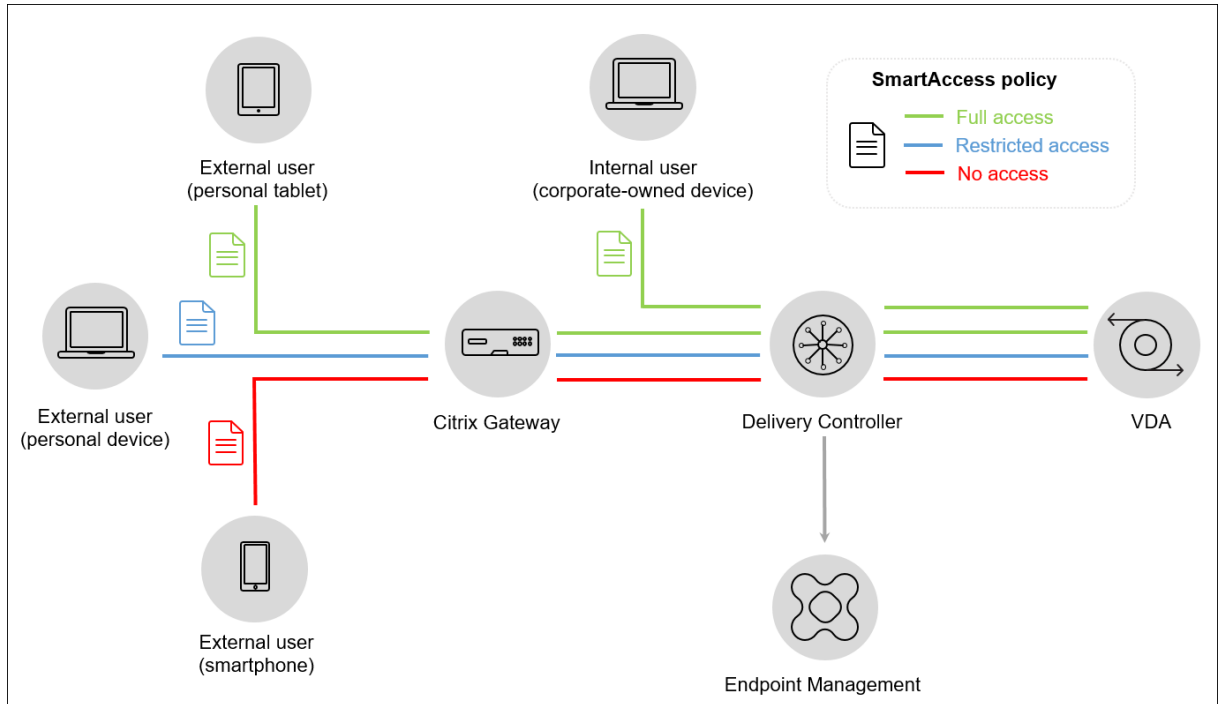 SmartAccess policy
Full access
Restricted access
No access
External user
(personal tablet)
Internal user
(corporate-owned device)
External user
(personal device)
Citrix Gateway
Delivery Controller
VDA
External user
(smartphone)
Endpoint Management